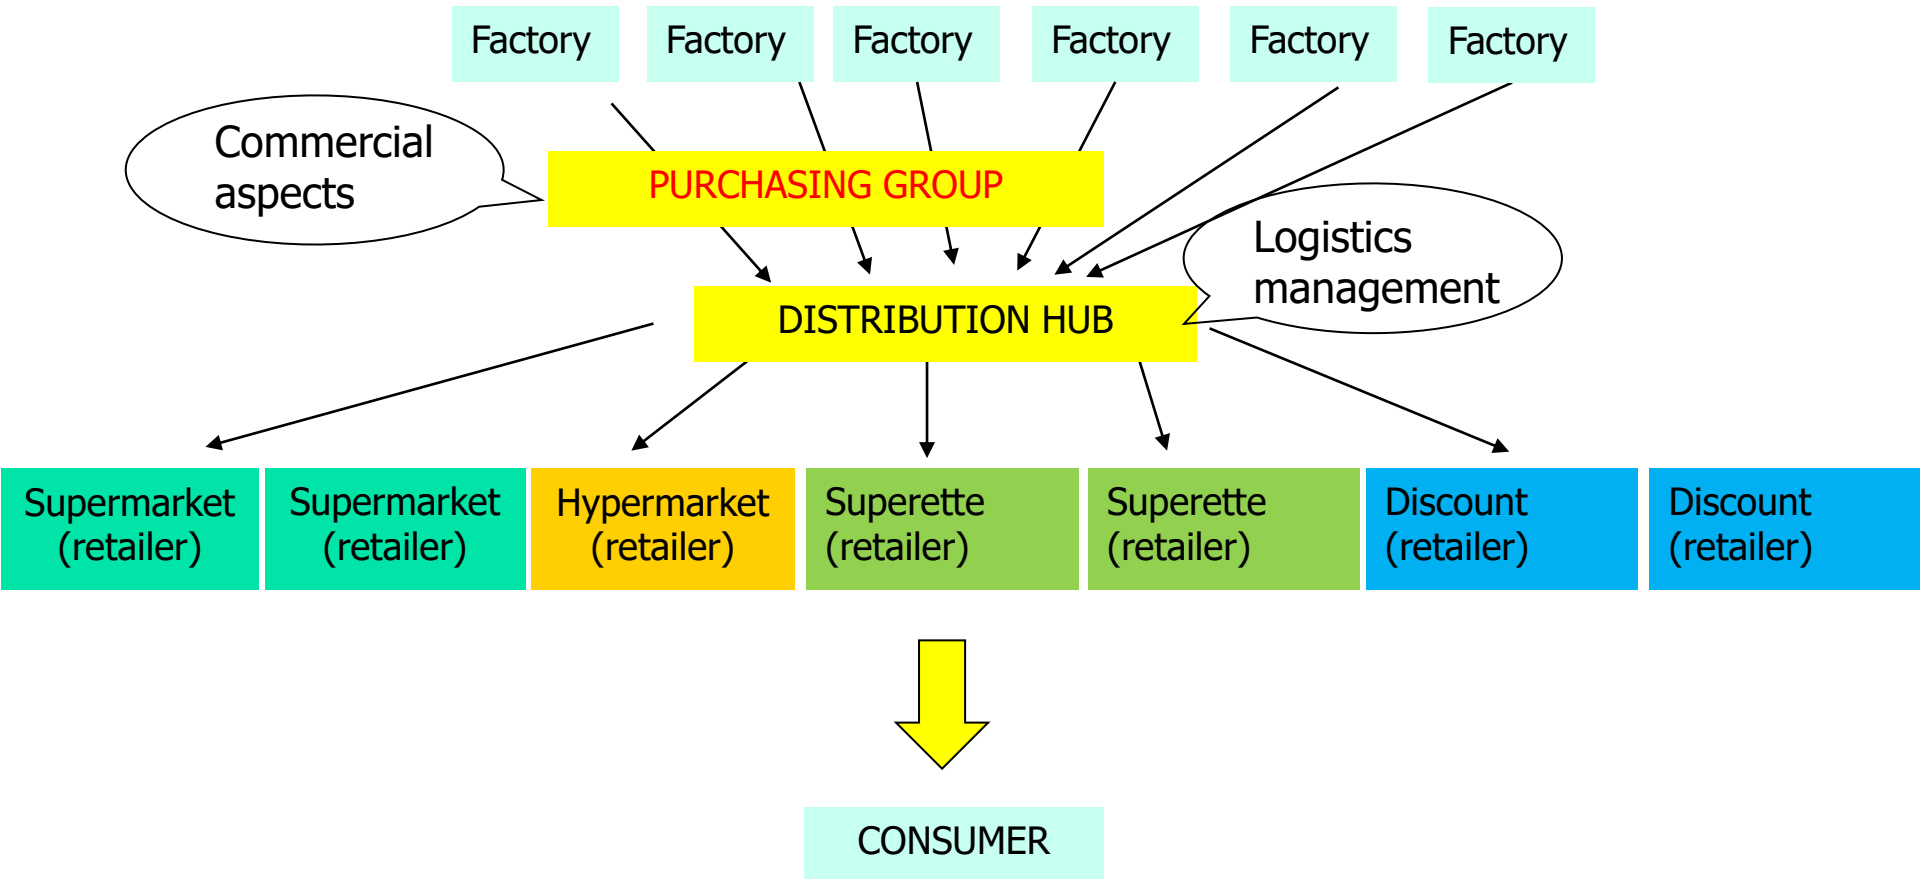 Factory
Factory
Factory
Factory
Factory
Factory
Commercial
aspects
PURCHASING GROUP
Logistics
management
DISTRIBUTION HUB
Supermarket
(retailer)
Supermarket
(retailer)
Hypermarket
(retailer)
Superette
(retailer)
Superette
(retailer)
Discount
(retailer)
Discount
(retailer)
CONSUMER